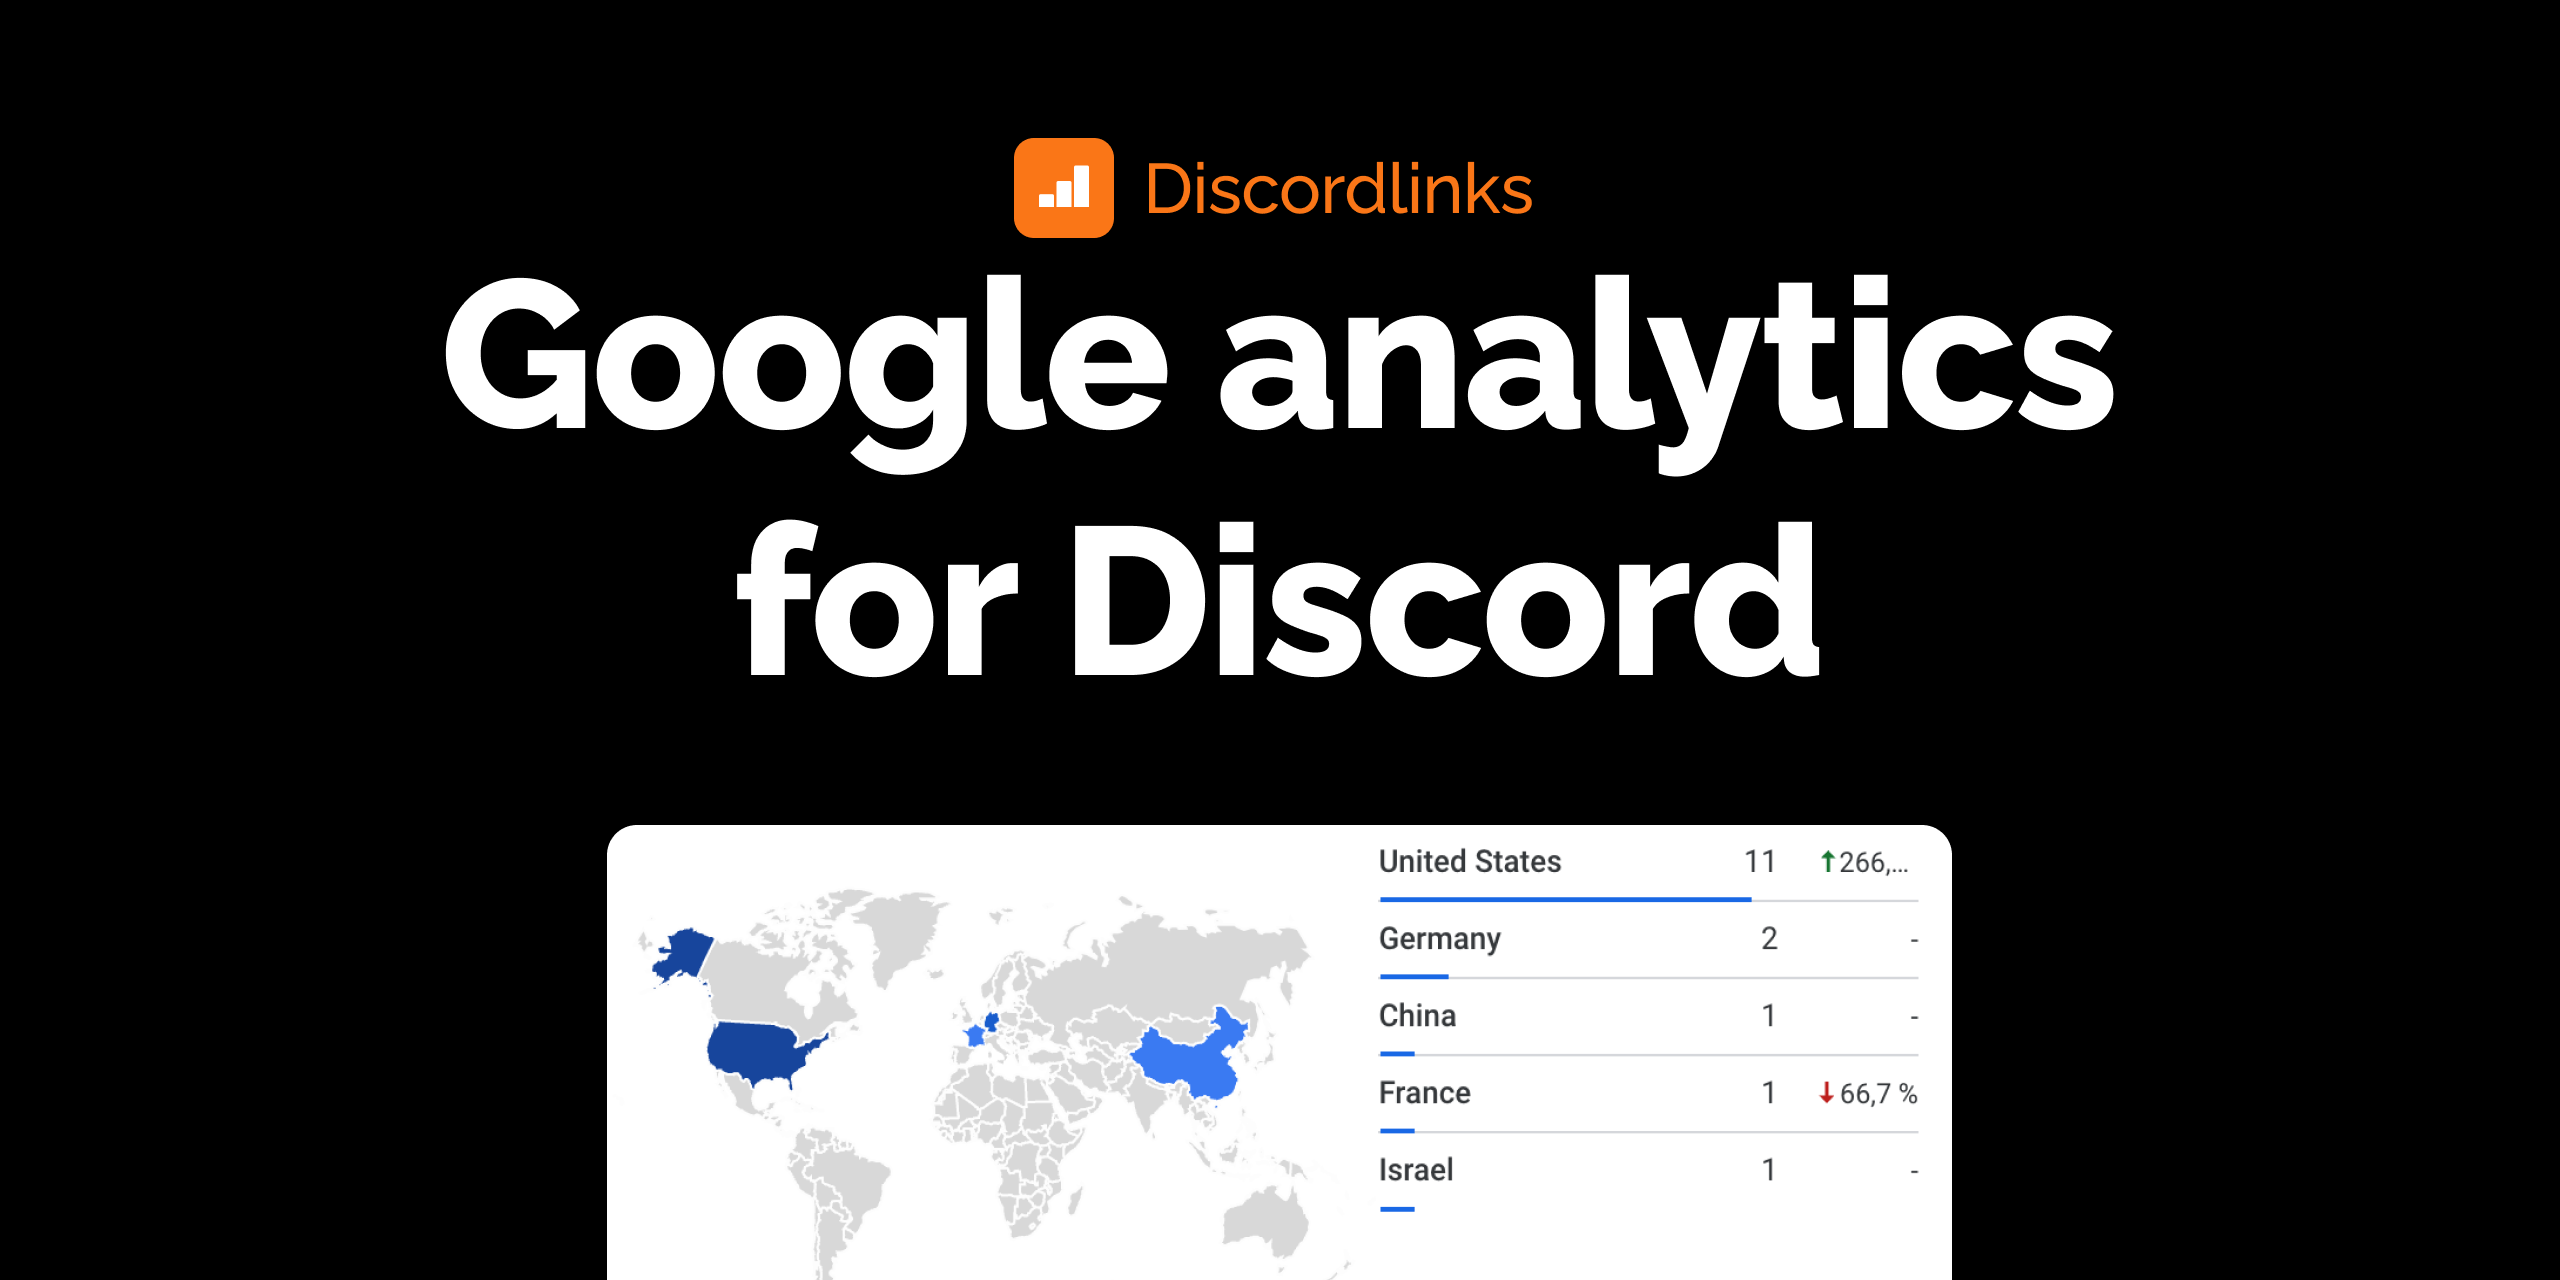 Discordlinks
Google analytics
for Discord
United States 11 ↑266,...
Germany 2 -
China 1 -
France 1 ↓66,7 %
Israel 1 -